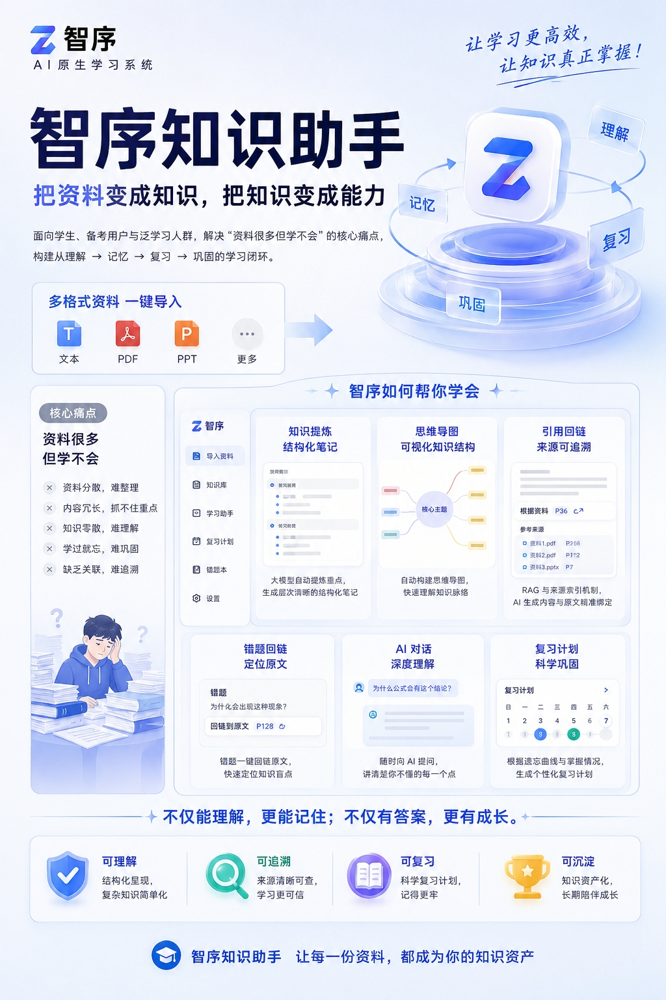 智序
AI原生学习系统
让学习更高效，
让知识真正掌握！
智序知识助手
把资料变成知识，把知识变成能力
面向学生、备考用户与泛学习人群，解决“资料很多但学不会”的核心痛点，
构建从理解 → 记忆 → 复习 → 巩固的学习闭环。
理解
记忆
复习
巩固
多格式资料 一键导入
T
P
文本
PDF
PPT
更多
核心痛点
资料很多
但学不会
资料分散，难整理
内容冗长，抓不住重点
知识零散，难理解
学过就忘，难巩固
缺乏关联，难追溯
? ?
智序如何帮你学会
智序
导入资料
知识库
学习助手
复习计划
错题本
设置
知识提炼
结构化笔记
大模型自动提炼重点，
生成层次清晰的结构化笔记
思维导图
可视化知识结构
核心主题
自动构建思维导图，
快速理解知识脉络
引用回链
来源可追溯
根据资料 P36
参考来源
资料1.pdf
资料2.pdf
资料3.pptx P7
RAG 与来源索引机制，
AI 生成内容与原文精准绑定
错题回链
定位原文
错题
为什么会出现这种现象?
回链到原文 P128
错题一键回链原文，
快速定位知识盲点
AI 对话
深度理解
为什么公式会有这个结论?
随时向 AI 提问，
讲清楚你不懂的每一个点
复习计划
科学巩固
复习计划 >
日 一 二 三 四 五 六
1 2 3 4 5 6 7
根据遗忘曲线与掌握情况，
生成个性化复习计划
不仅能理解，更能记住；不仅有答案，更有成长。
可理解
结构化呈现，
复杂知识简单化
可追溯
来源清晰可查，
学习更可信
可复习
科学复习计划，
记得更牢
可沉淀
知识资产化，
长期陪伴成长
智序知识助手 让每一份资料，都成为你的知识资产